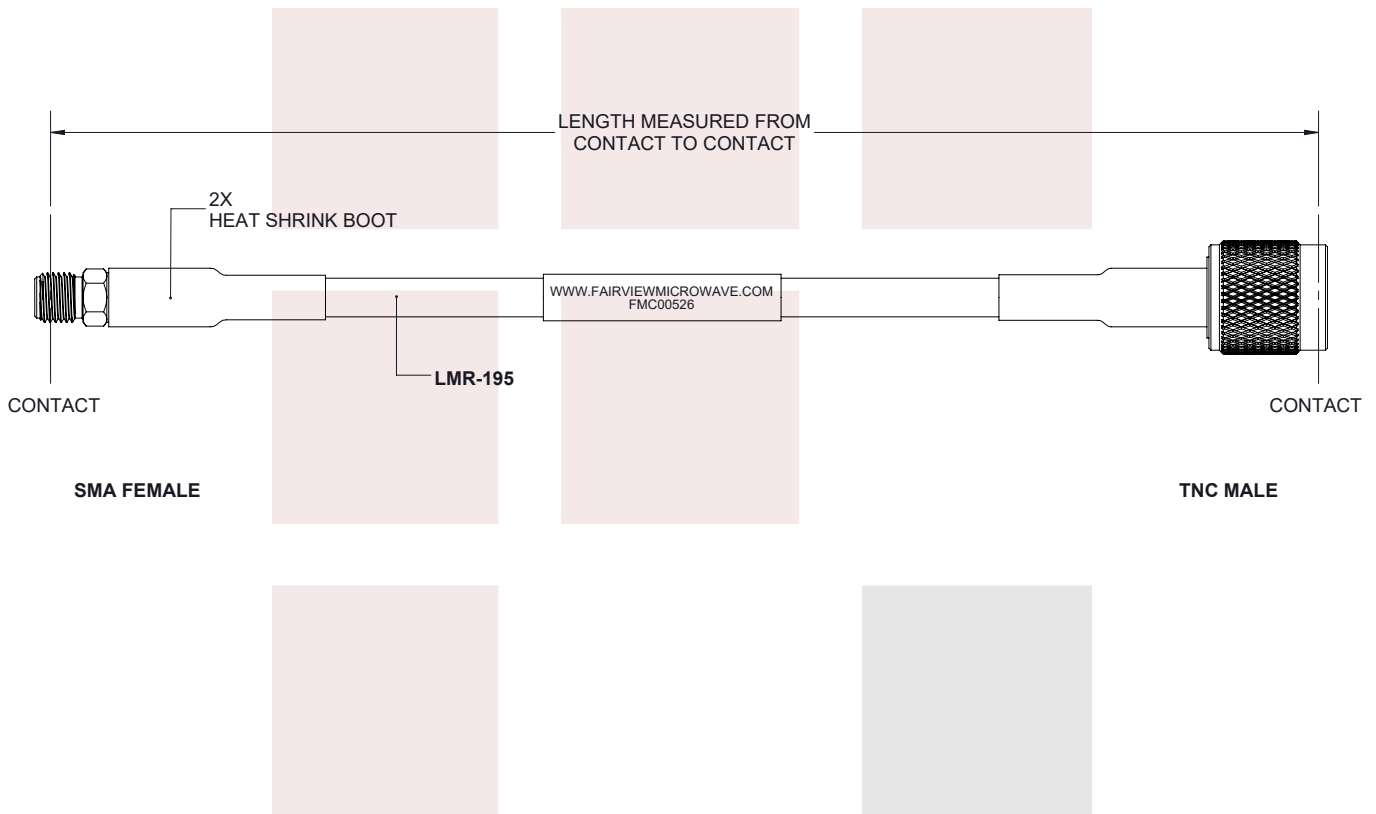 LENGTH MEASURED FROM
CONTACT TO CONTACT
2X
HEAT SHRINK BOOT
WWW.FAIRVIEWMICROWAVE.COM
FMC00526
LMR-195
CONTACT
CONTACT
SMA FEMALE
TNC MALE